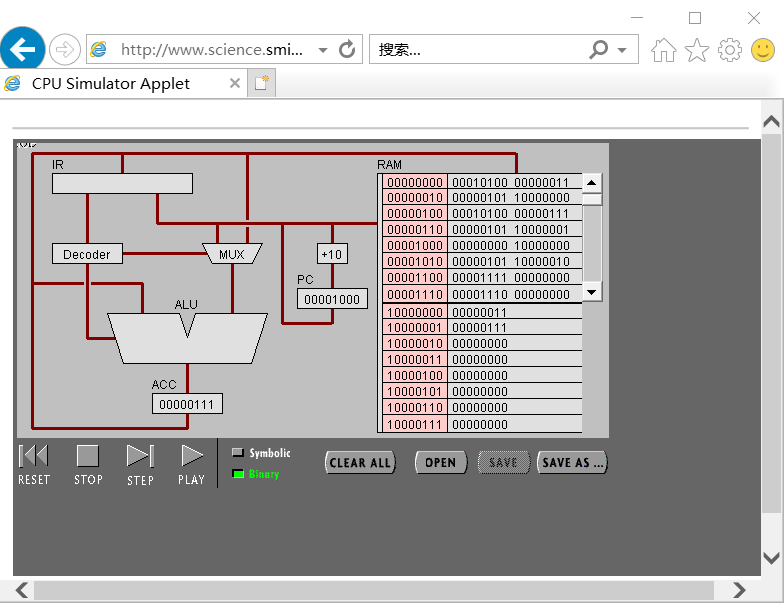 http://www.science.smi...
搜索...
CPU Simulator Applet
IR
RAM
00000000 00010100 00000011
00000010 00000101 10000000
00000100 00010100 00000111
00000110 00000101 10000001
00001000 00000000 10000000
00001010 00000101 10000010
00001100 00001111 00000000
00001110 00001110 00000000
10000000 00000011
10000001 00000111
10000010 00000000
10000011 00000000
10000100 00000000
10000101 00000000
10000110 00000000
10000111 00000000
Decoder
MUX
+10
PC
00001000
ALU
ACC
00000111
RESET
STOP
STEP
PLAY
Symbolic
Binery
CLEAR ALL
OPEN
SAVE
SAVE AS ...